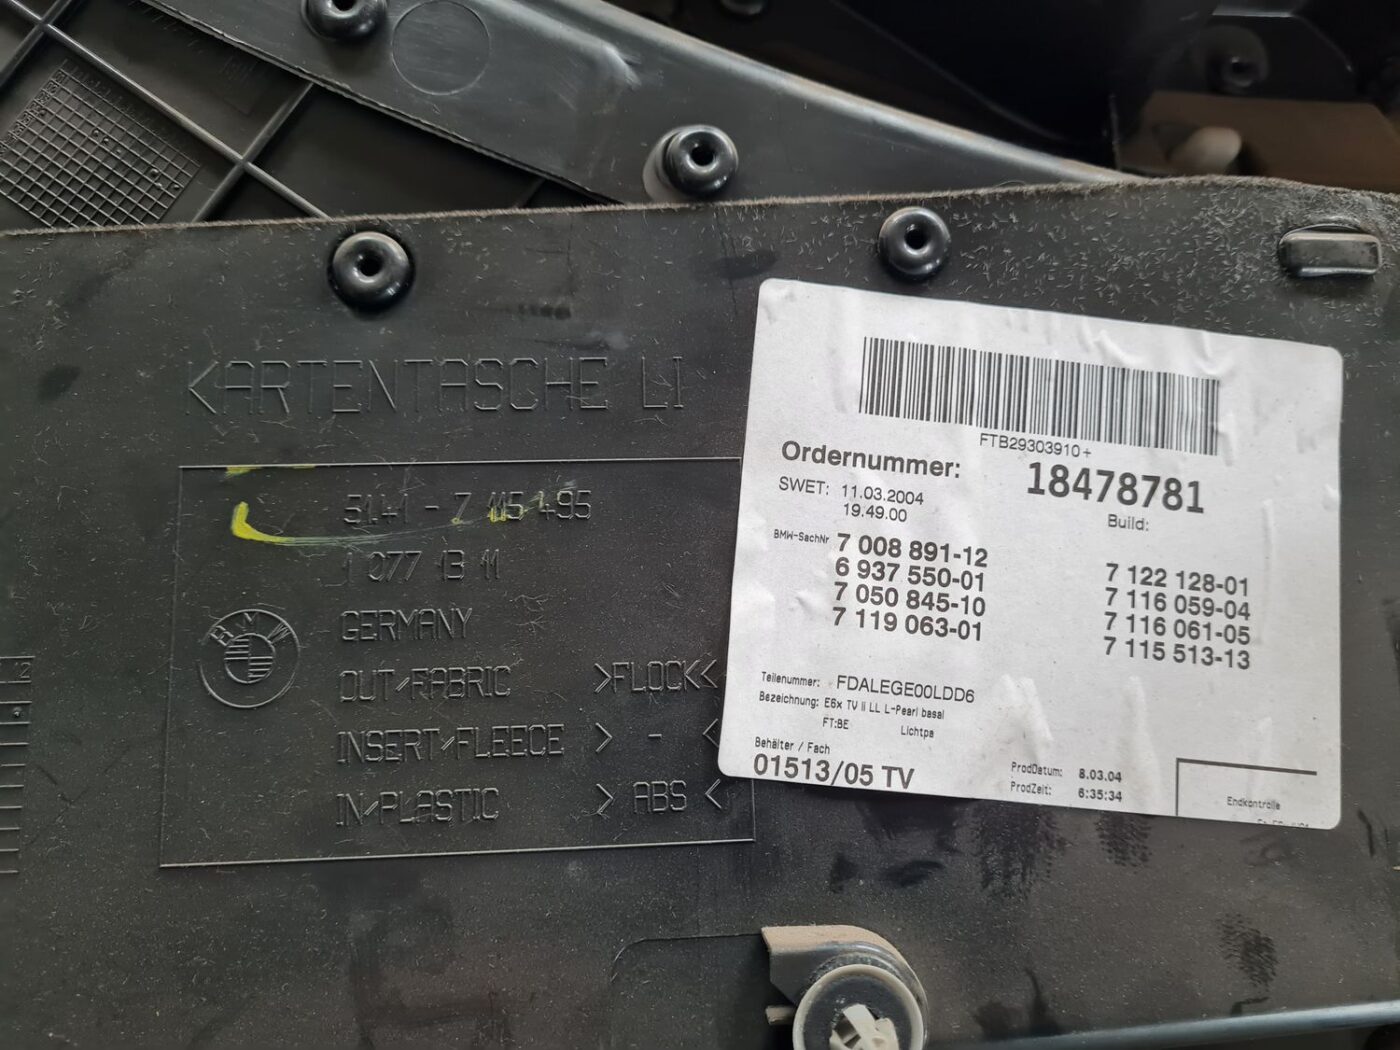 KARTENTASCHE LI
51.41 - 7 115 495
1 077 13 11
BMW
GERMANY
OUT/FABRIC >FLOCK<
INSERT/FLEECE > - <
IN/PLASTIC > ABS <
FTB29303910+
Ordernummer: 18478781
SWET: 11.03.2004
19.49.00
Build:
BMW-SachNr 7 008 891-12 7 122 128-01
6 937 550-01 7 116 059-04
7 050 845-10 7 116 061-05
7 119 063-01 7 115 513-13
Teilenummer: FDALEGE00LDD6
Bezeichnung: E6x TV li LL L-Pearl basal
FT:BE Lichtpa
Behälter / Fach
01513/05 TV
ProdDatum: 8.03.04
ProdZeit: 6:35:34
Endkontrolle